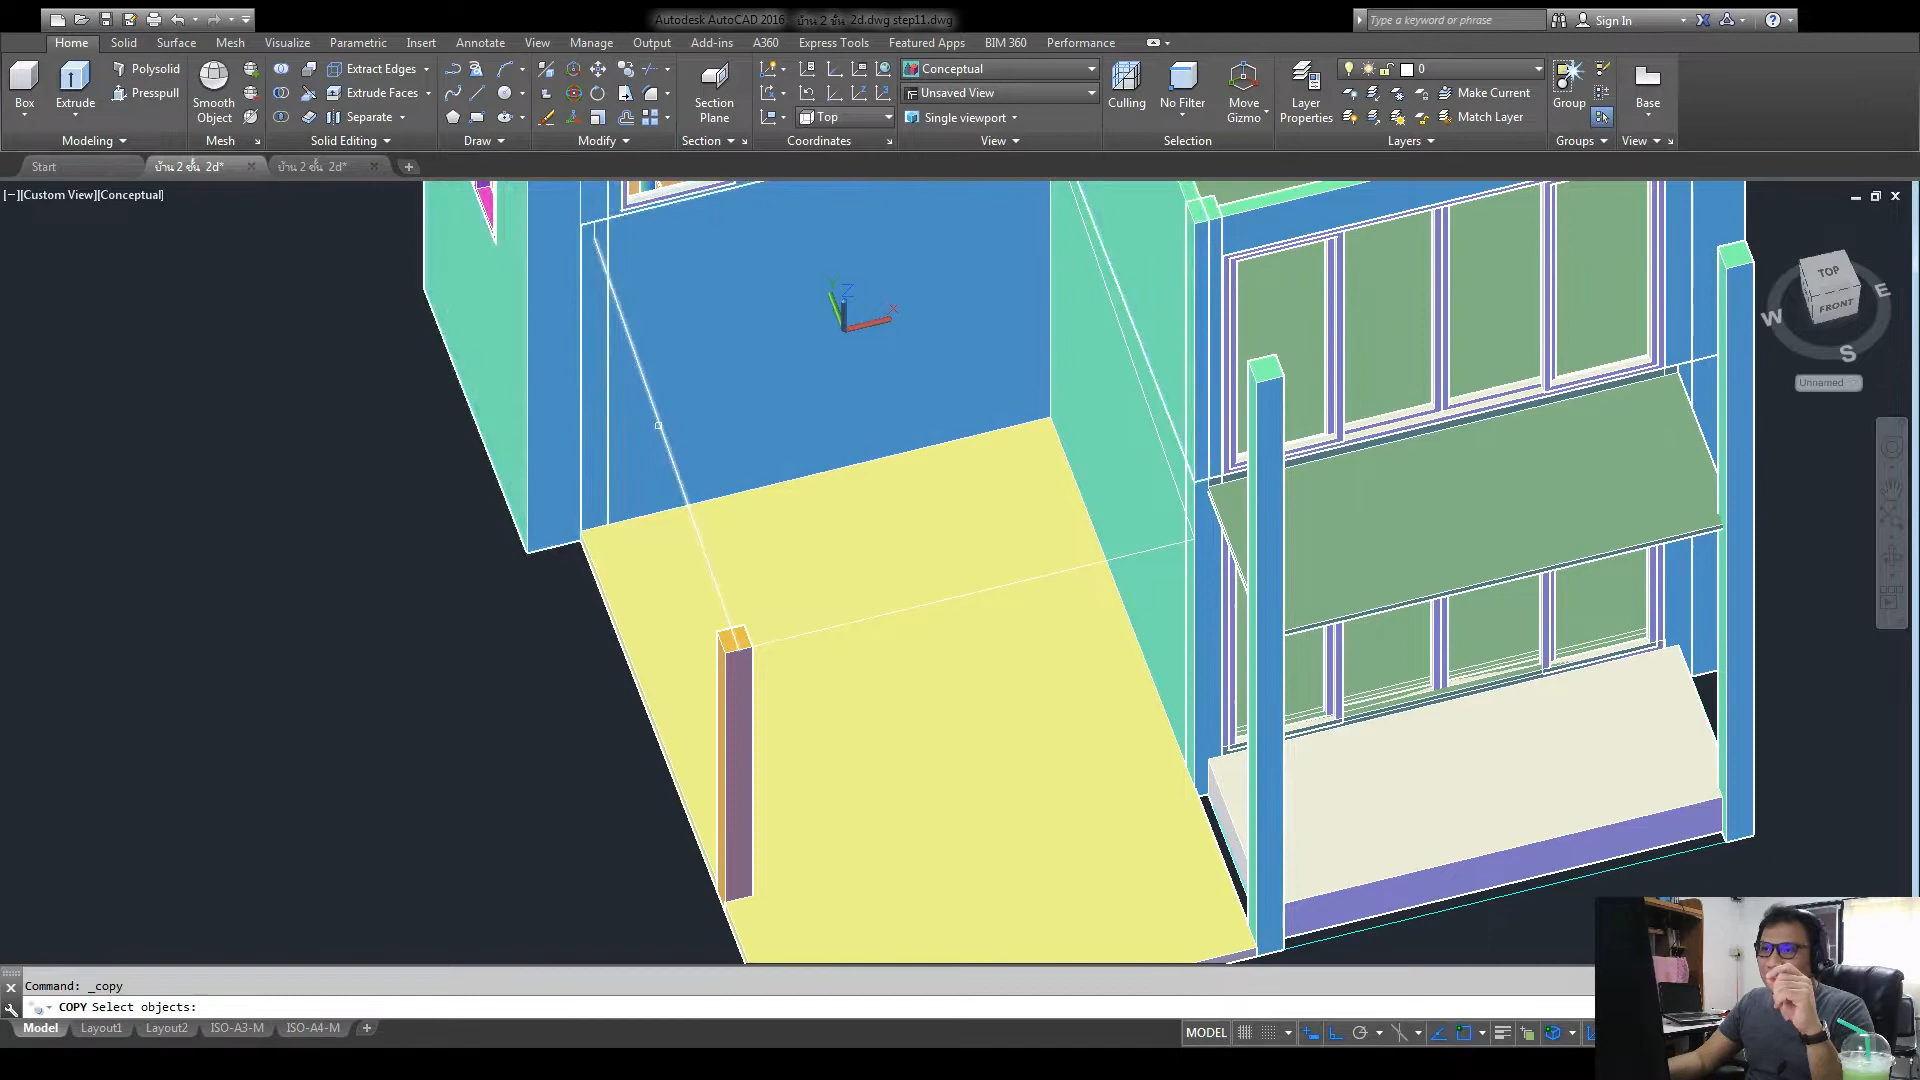 Autodesk AutoCAD 2016 บ้าน 2 ชั้น 2d.dwg step11.dwg
Type a keyword or phrase
Sign In
Home Solid Surface Mesh Visualize Parametric Insert Annotate View Manage Output Add-ins A360 Express Tools Featured Apps BIM 360 Performance
Box
Extrude
Polysolid
Presspull
Smooth Object
Extract Edges
Extrude Faces
Separate
Section Plane
Top
Conceptual
Unsaved View
Single viewport
Culling
No Filter
Move Gizmo
Layer Properties
0
Make Current
Match Layer
Group
Base
Modeling Mesh Solid Editing Draw Modify Section Coordinates View Selection Layers Groups View
Start
บ้าน 2 ชั้น 2d*
บ้าน 2 ชั้น 2d*
[−][Custom View][Conceptual]
Y Z X
TOP
FRONT
W
S
E
Unnamed
Command: _copy
COPY Select objects:
Model Layout1 Layout2 ISO-A3-M ISO-A4-M
MODEL